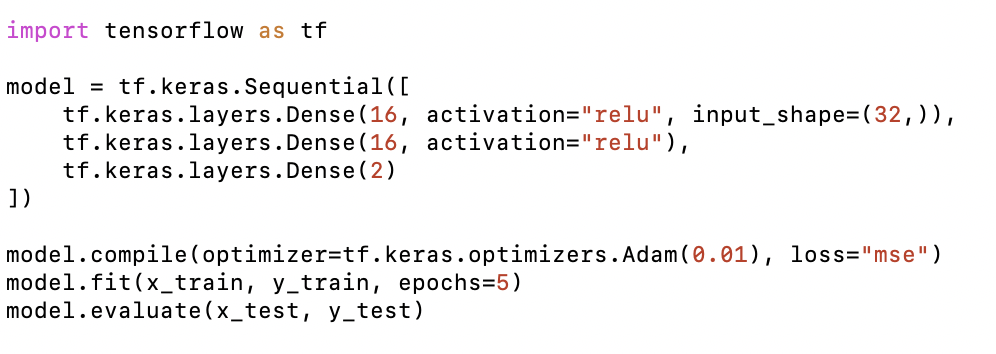 import tensorflow as tf
model = tf.keras.Sequential([
    tf.keras.layers.Dense(16, activation="relu", input_shape=(32,)),
    tf.keras.layers.Dense(16, activation="relu"),
    tf.keras.layers.Dense(2)
])
model.compile(optimizer=tf.keras.optimizers.Adam(0.01), loss="mse")
model.fit(x_train, y_train, epochs=5)
model.evaluate(x_test, y_test)